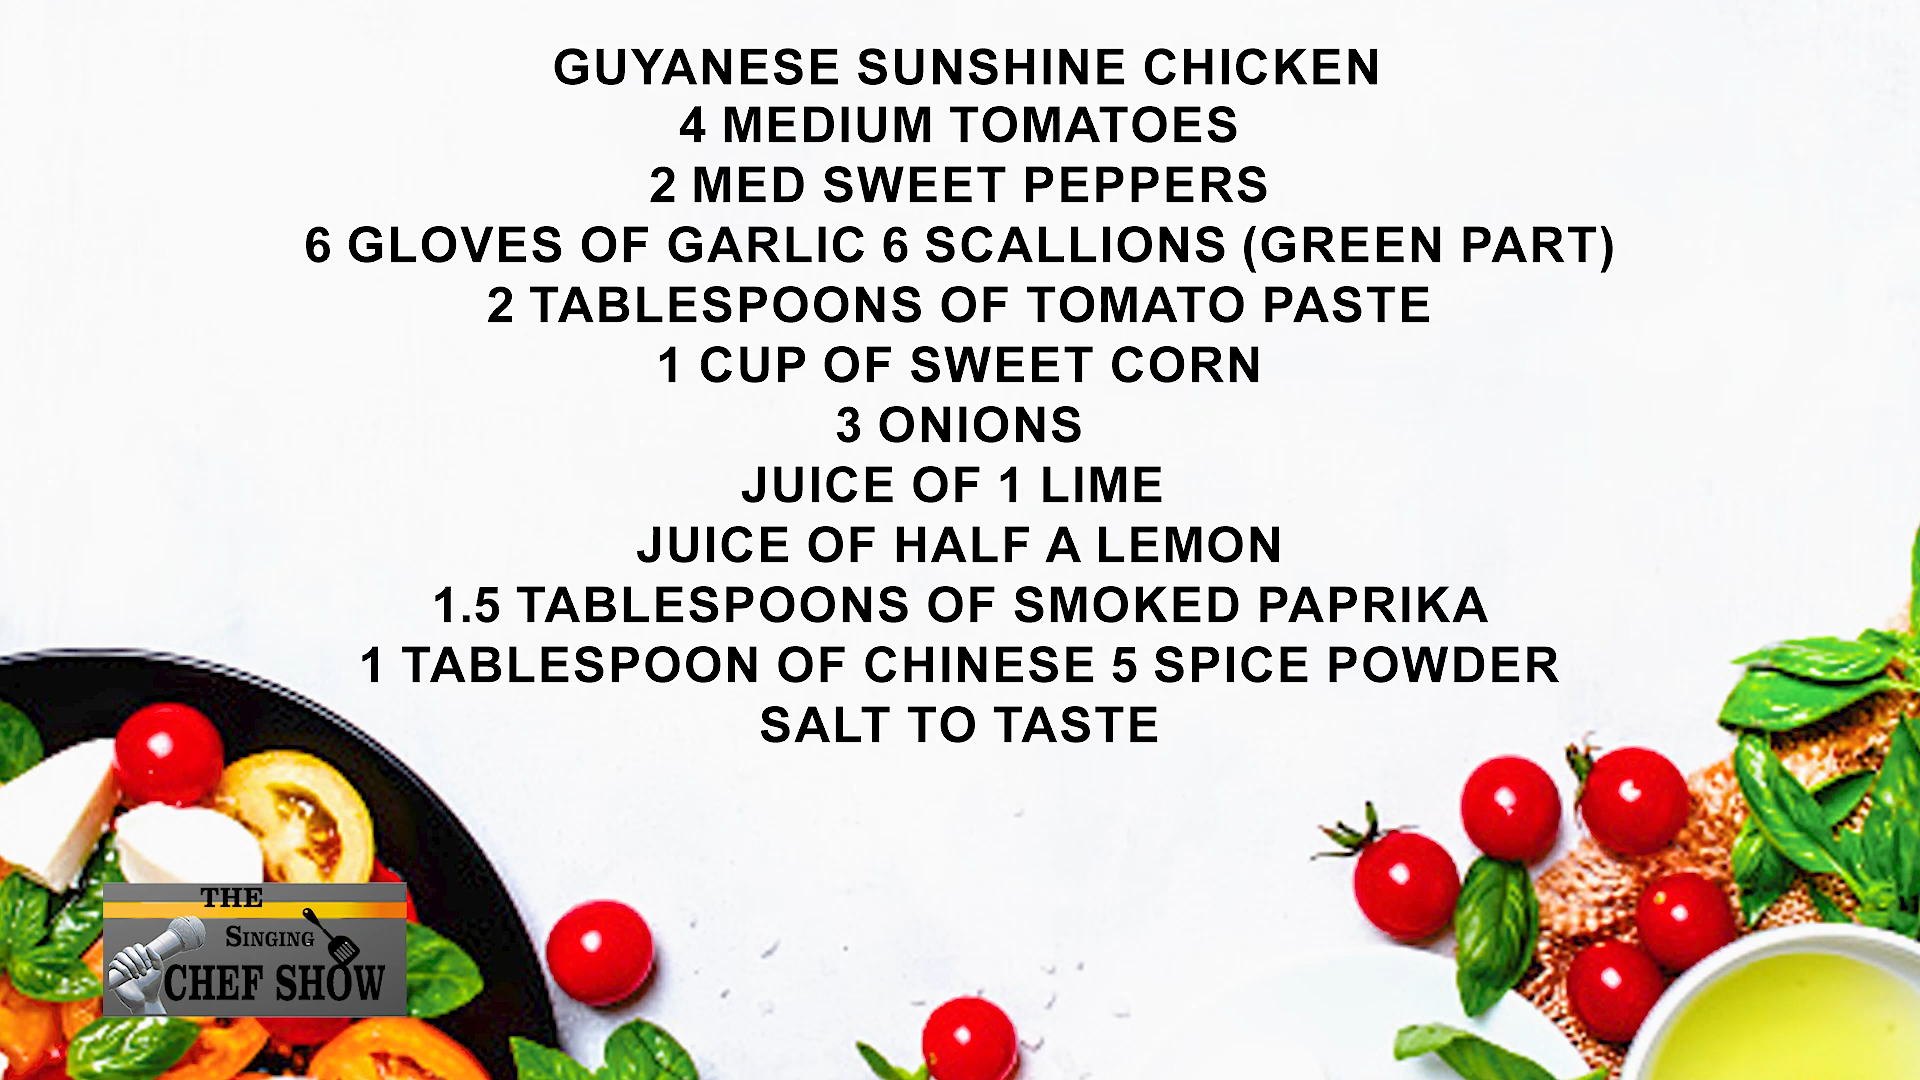 GUYANESE SUNSHINE CHICKEN
4 MEDIUM TOMATOES
2 MED SWEET PEPPERS
6 GLOVES OF GARLIC 6 SCALLIONS (GREEN PART)
2 TABLESPOONS OF TOMATO PASTE
1 CUP OF SWEET CORN
3 ONIONS
JUICE OF 1 LIME
JUICE OF HALF A LEMON
1.5 TABLESPOONS OF SMOKED PAPRIKA
1 TABLESPOON OF CHINESE 5 SPICE POWDER
SALT TO TASTE
THE
SINGING
CHEF SHOW